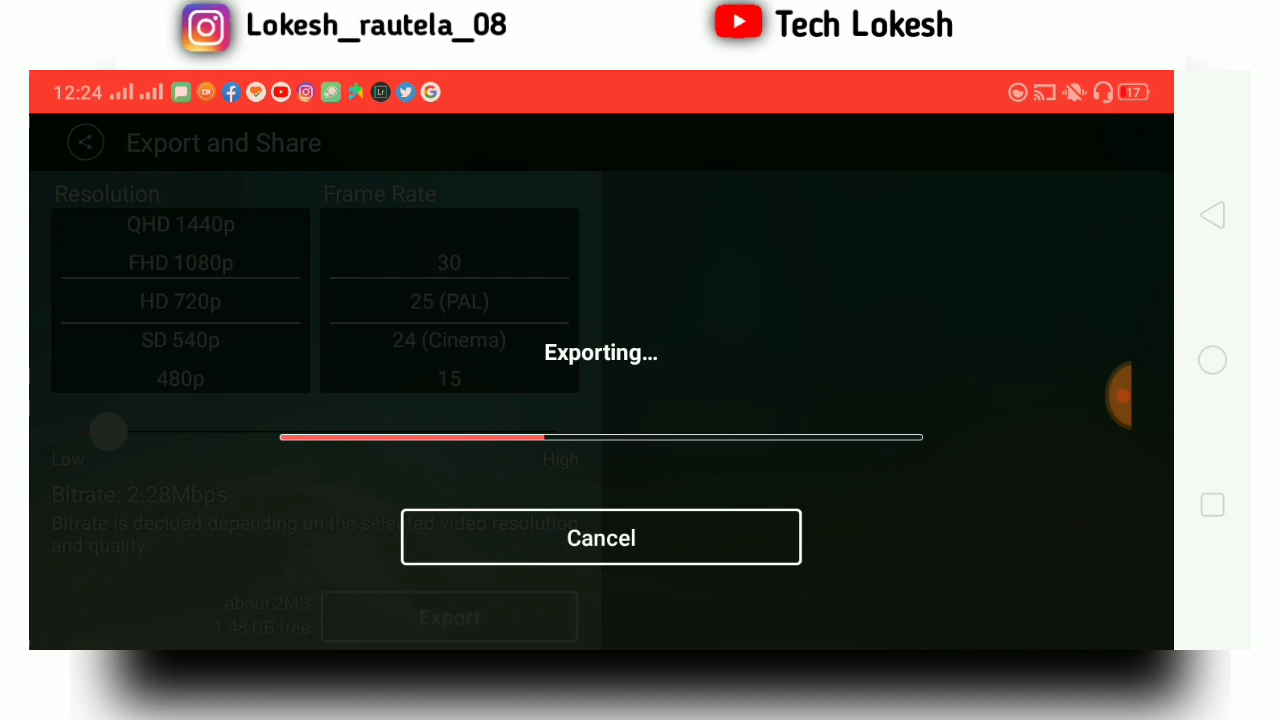 Lokesh_rautela_08
Tech Lokesh
12:24
17
Export and Share
Resolution
Frame Rate
QHD 1440p
FHD 1080p
HD 720p
SD 540p
480p
30
25 (PAL)
24 (Cinema)
15
Exporting...
Low
High
Bitrate: 2.28Mbps
Bitrate is decided depending on the selected video resolution
and quality.
Cancel
about 2MB
1.48 GB free
Export